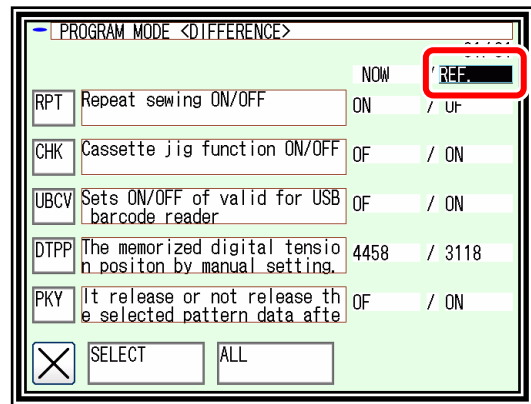 PROGRAM MODE <DIFFERENCE>
NOW / REF.
RPT Repeat sewing ON/OFF ON / OF
CHK Cassette jig function ON/OFF OF / ON
UBCV Sets ON/OFF of valid for USB
barcode reader OF / ON
DTPP The memorized digital tensio
n positon by manual setting. 4458 / 3118
PKY It release or not release th
e selected pattern data afte OF / ON
SELECT ALL